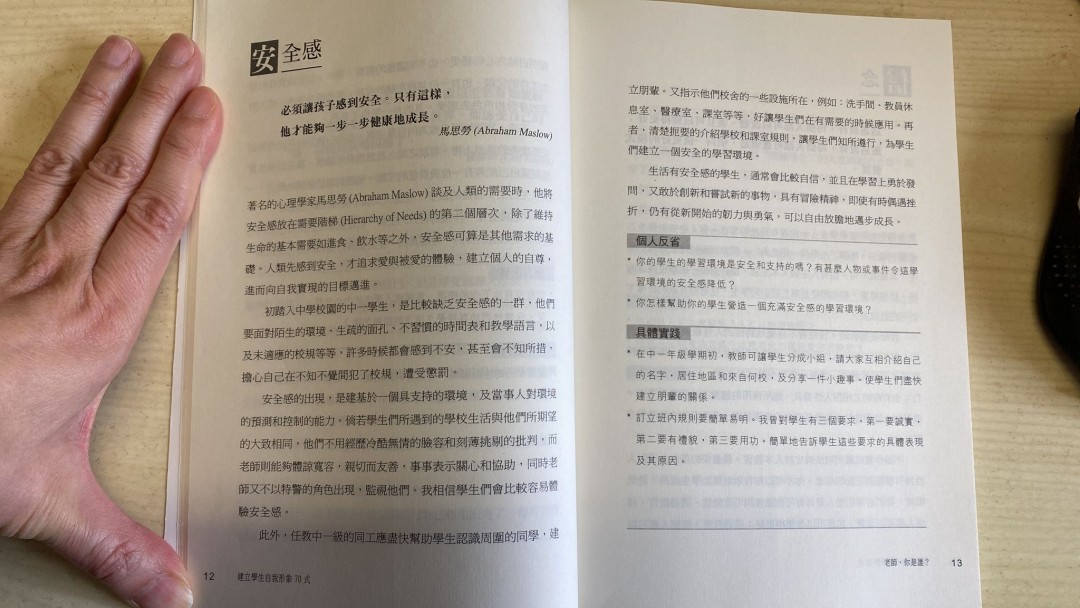 安全感
必須讓孩子感到安全。只有這樣，
他才能夠一步一步健康地成長。
馬思勞 (Abraham Maslow)
著名的心理學家馬思勞 (Abraham Maslow) 談及人類的需要時，他將
安全感放在需要階梯 (Hierarchy of Needs) 的第二個層次，除了維持
生命的基本需要如進食、飲水等之外，安全感可算是其他需求的基
礎。人類先感到安全，才追求愛與被愛的體驗，建立個人的自尊，
進而向自我實現的目標邁進。
初踏入中學校園的中一學生，是比較缺乏安全感的一群，他們
要面對陌生的環境、生疏的面孔、不習慣的時間表和教學語言，以
及未適應的校規等等，許多時候都會感到不安，甚至會不知所措，
擔心自己在不知不覺間犯了校規，遭受懲罰。
安全感的出現，是建基於一個具支持的環境，及當事人對環境
的預測和控制的能力，倘若學生們所遇到的學校生活與他們所期望
的大致相同，他們不用經歷冷酷無情的臉容和刻薄挑剔的批判，而
老師則能夠體諒寬容，親切而友善，事事表示關心和協助，同時老
師又不以特警的角色出現，監視他們。我相信學生們會比較容易體
驗安全感。
此外，任教中一級的同工應盡快幫助學生認識周圍的同學，建
12 建立學生自我形象 70 式
立朋輩。又指示他們校舍的一些設施所在，例如：洗手間、教員休
息室、醫療室、課室等等，好讓學生們在有需要的時候應用。再
者，清楚扼要的介紹學校和課室規則，讓學生們知所遵行，為學生
們建立一個安全的學習環境。
生活有安全感的學生，通常會比較自信，並且在學習上勇於發
問，又敢於創新和嘗試新的事物，具有冒險精神，即使有時偶遇挫
折，仍有從新開始的韌力與勇氣，可以自由放膽地邁步成長。
個人反省
* 你的學生的學習環境是安全和支持的嗎？有甚麼人物或事件令這學
習環境的安全感降低？
* 你怎樣幫助你的學生營造一個充滿安全感的學習環境？
具體實踐
* 在中一年級學期初，教師可讓學生分成小組，請大家互相介紹自己
的名字，居住地區和來自何校，及分享一件小趣事，使學生們盡快
建立朋輩的關係。
* 訂立班內規則要簡單易明。我曾對學生有三個要求，第一要誠實，
第二要有禮貌，第三要用功。簡單地告訴學生這些要求的具體表現
及其原因。
老師，你是誰？ 13